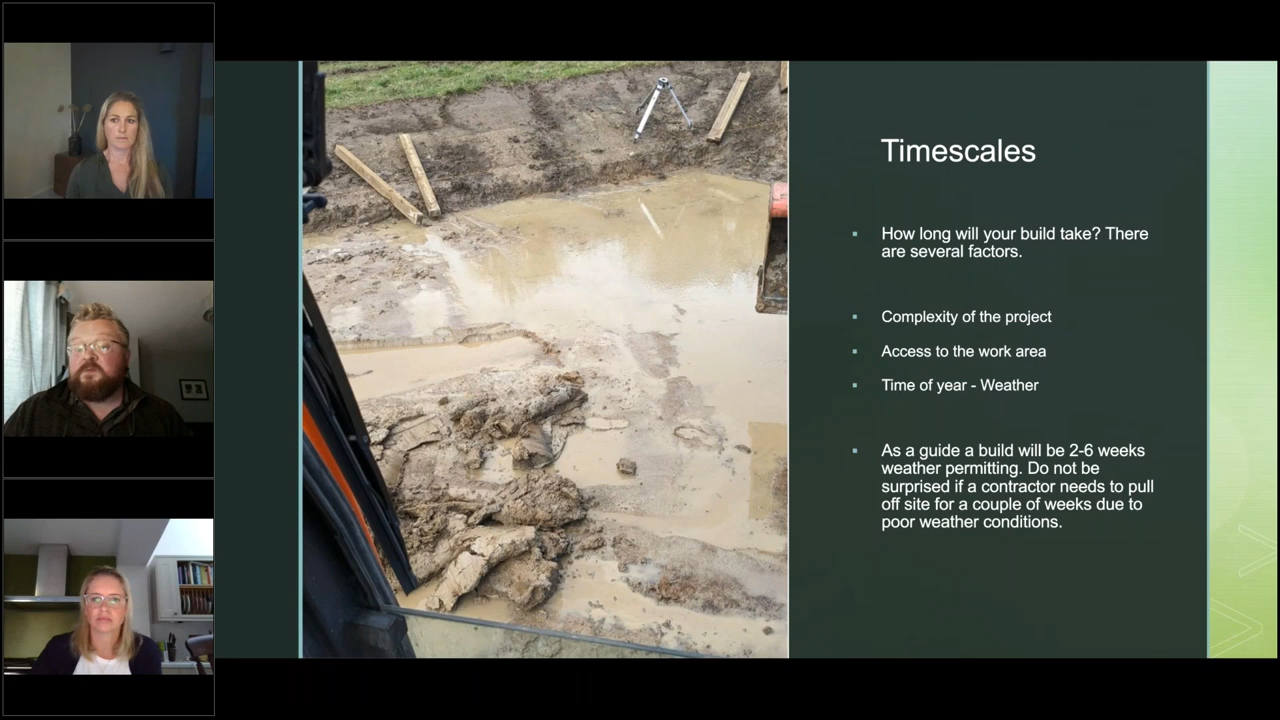 Timescales
How long will your build take? There
are several factors.
Complexity of the project
Access to the work area
Time of year - Weather
As a guide a build will be 2-6 weeks
weather permitting. Do not be
surprised if a contractor needs to pull
off site for a couple of weeks due to
poor weather conditions.